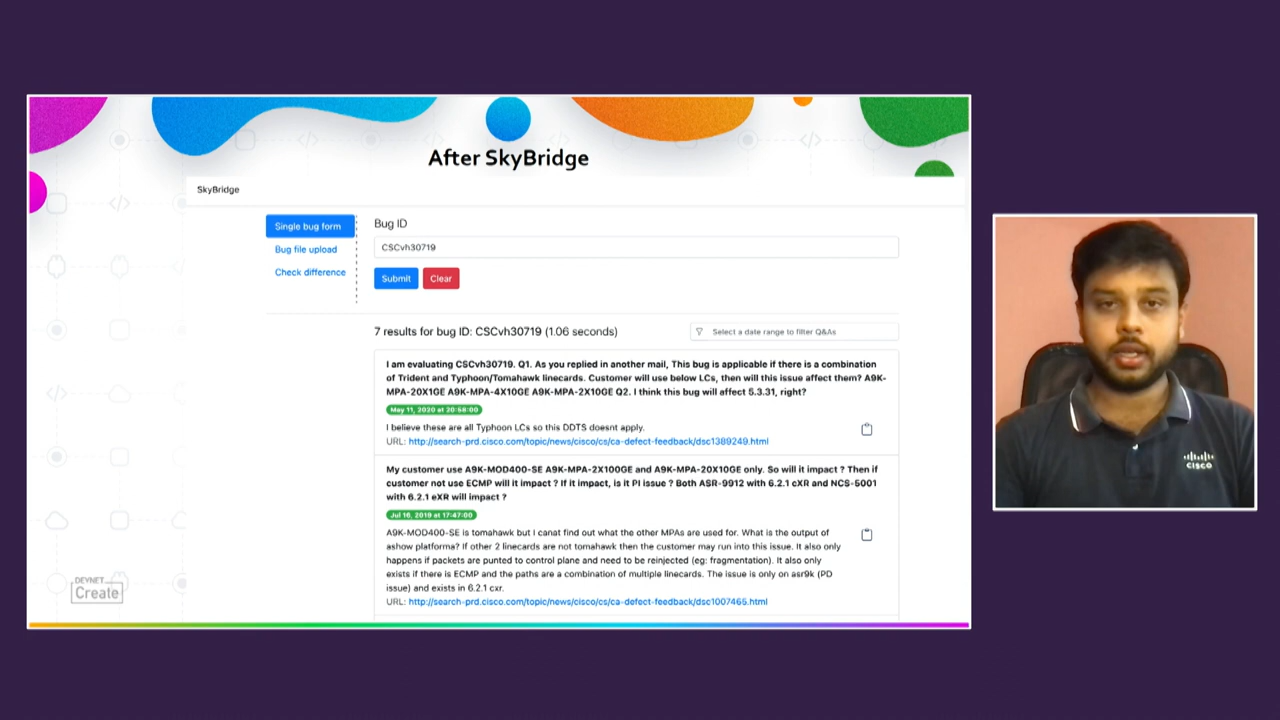 After SkyBridge
SkyBridge
Single bug form
Bug file upload
Check difference
Bug ID
CSCvh30719
Submit
Clear
7 results for bug ID: CSCvh30719 (1.06 seconds)
Select a date range to filter Q&As
I am evaluating CSCvh30719. Q1. As you replied in another mail, This bug is applicable if there is a combination
of Trident and Typhoon/Tomahawk linecards. Customer will use below LCs, then will this issue affect them? A9K-
MPA-20X1GE A9K-MPA-4X10GE A9K-MPA-2X10GE Q2. I think this bug will affect 5.3.31, right?
May 11, 2020 at 20:58:00
I believe these are all Typhoon LCs so this DDTS doesnt apply.
URL: http://search-prd.cisco.com/topic/news/cisco/cs/ca-defect-feedback/dsc1389249.html
My customer use A9K-MOD400-SE A9K-MPA-2X100GE and A9K-MPA-20X10GE only. So will it impact ? Then if
customer not use ECMP will it impact ? If it impact, is it PI issue ? Both ASR-9912 with 6.2.1 cXR and NCS-5001
with 6.2.1 eXR will impact ?
Jul 16, 2019 at 17:47:00
A9K-MOD400-SE is tomahawk but i canat find out what the other MPAs are used for. What is the output of
ashow platforma? If other 2 linecards are not tomahawk then the customer may run into this issue. It also only
happens if packets are punted to control plane and need to be reinjected (eg: fragmentation). It also only
exists if there is ECMP and the paths are a combination of multiple linecards. The issue is only on asr9k (PD
issue) and exists in 6.2.1 cxr.
URL: http://search-prd.cisco.com/topic/news/cisco/cs/ca-defect-feedback/dsc1007465.html
DEVNET
Create
CISCO